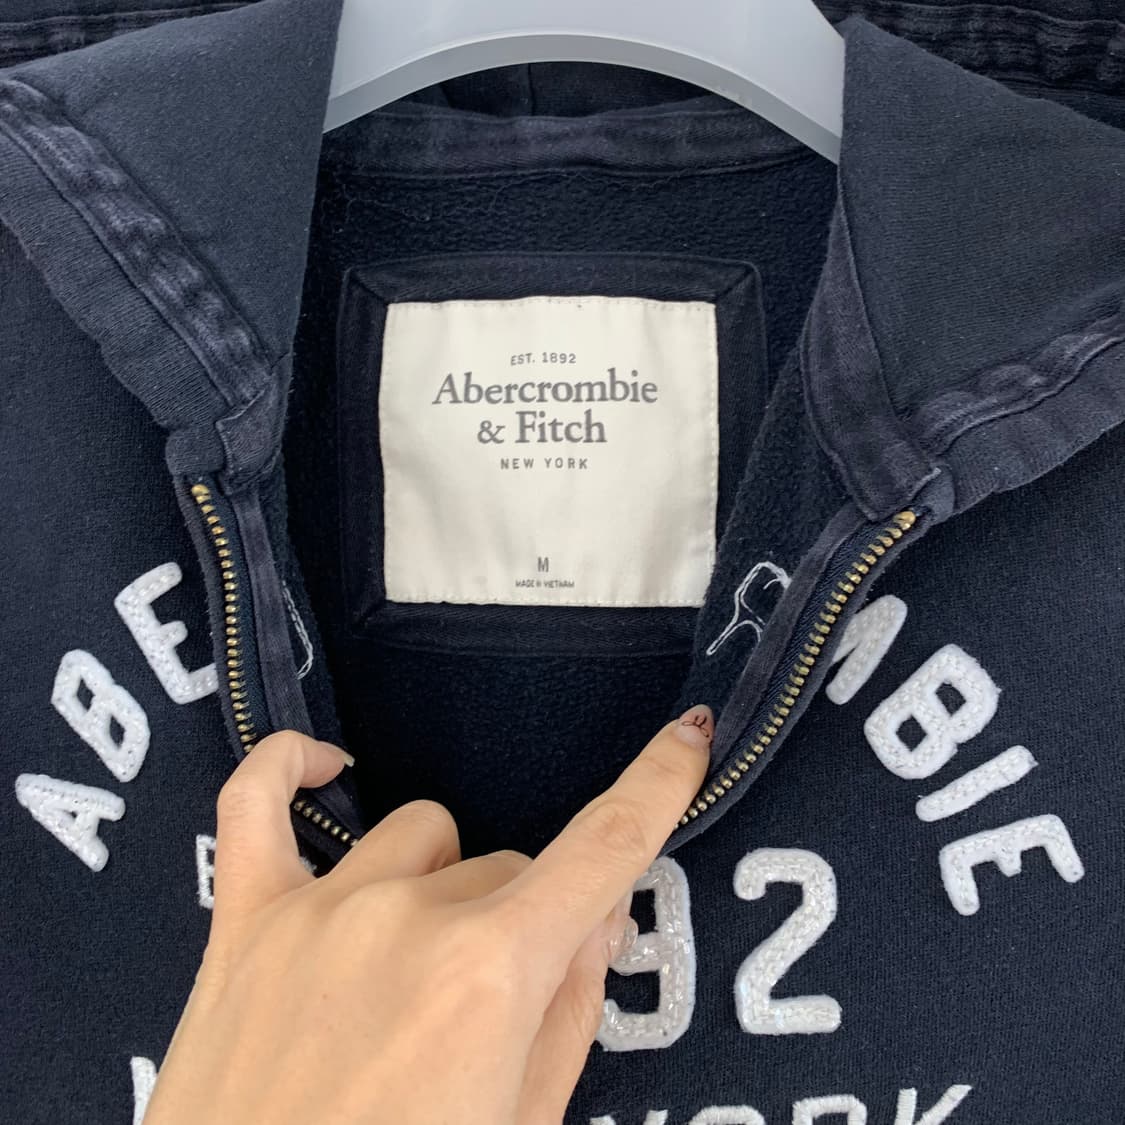 EST. 1892
Abercrombie
& Fitch
NEW YORK
M
MADE IN VIETNAM
ABE MBIE
E 92
YORK